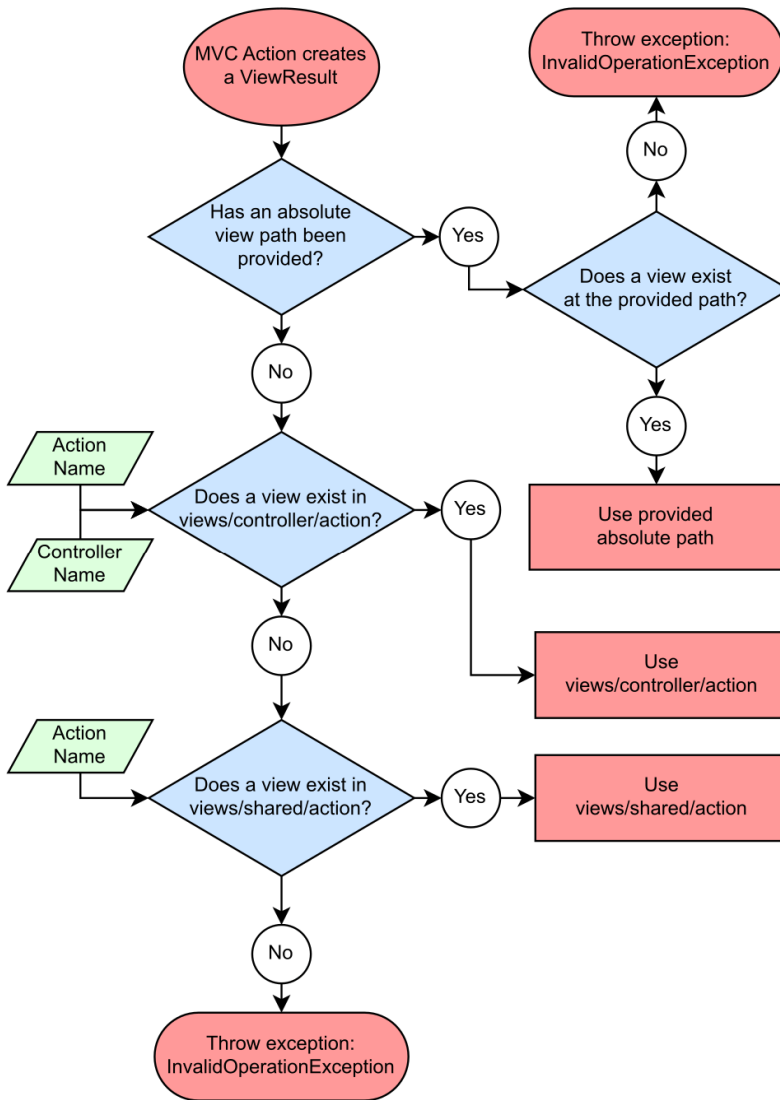 MVC Action creates
a ViewResult
Throw exception:
InvalidOperationException
No
Has an absolute
view path been
provided?
Yes
Does a view exist
at the provided path?
No
Yes
Action
Name
Does a view exist in
views/controller/action?
Yes
Use provided
absolute path
Controller
Name
No
Use
views/controller/action
Action
Name
Does a view exist in
views/shared/action?
Yes
Use
views/shared/action
No
Throw exception:
InvalidOperationException